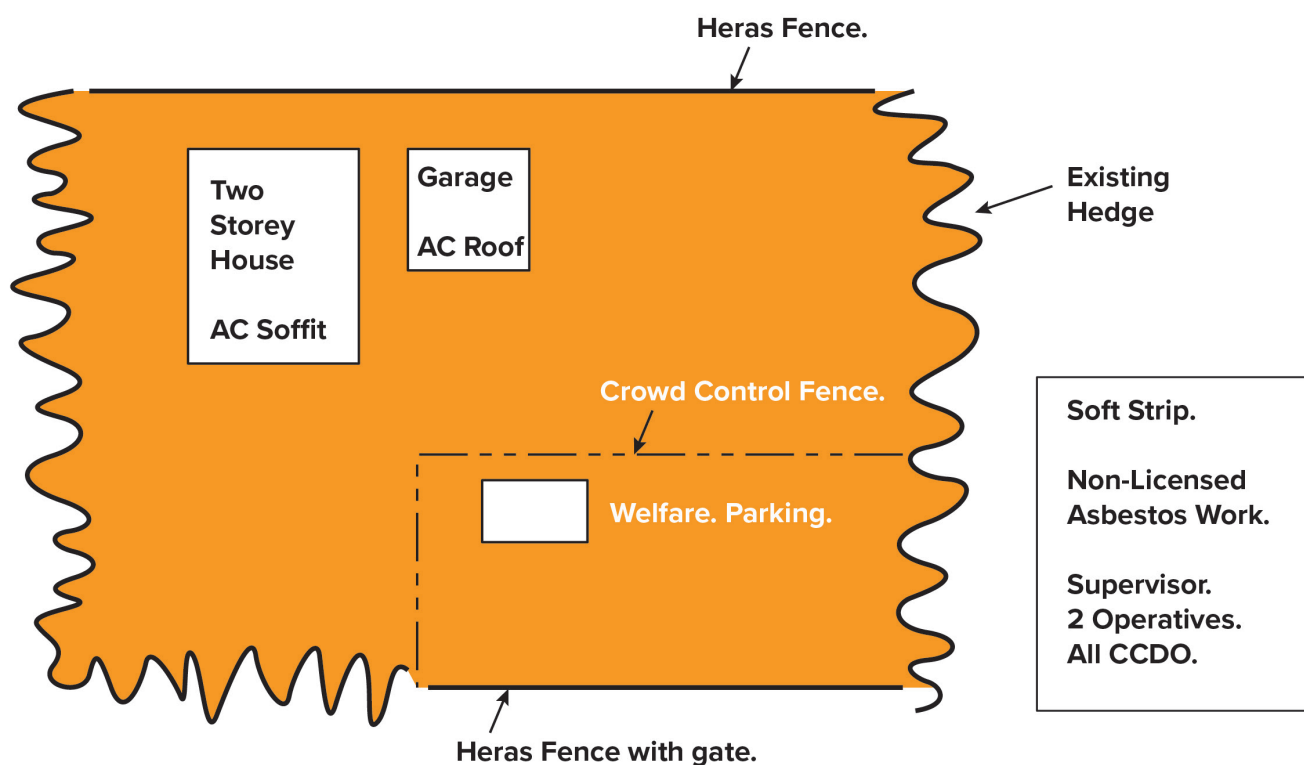 Heras Fence.
Two
Storey
House
AC Soffit
Garage
AC Roof
Existing
Hedge
Crowd Control Fence.
Welfare. Parking.
Soft Strip.
Non-Licensed
Asbestos Work.
Supervisor.
2 Operatives.
All CCDO.
Heras Fence with gate.